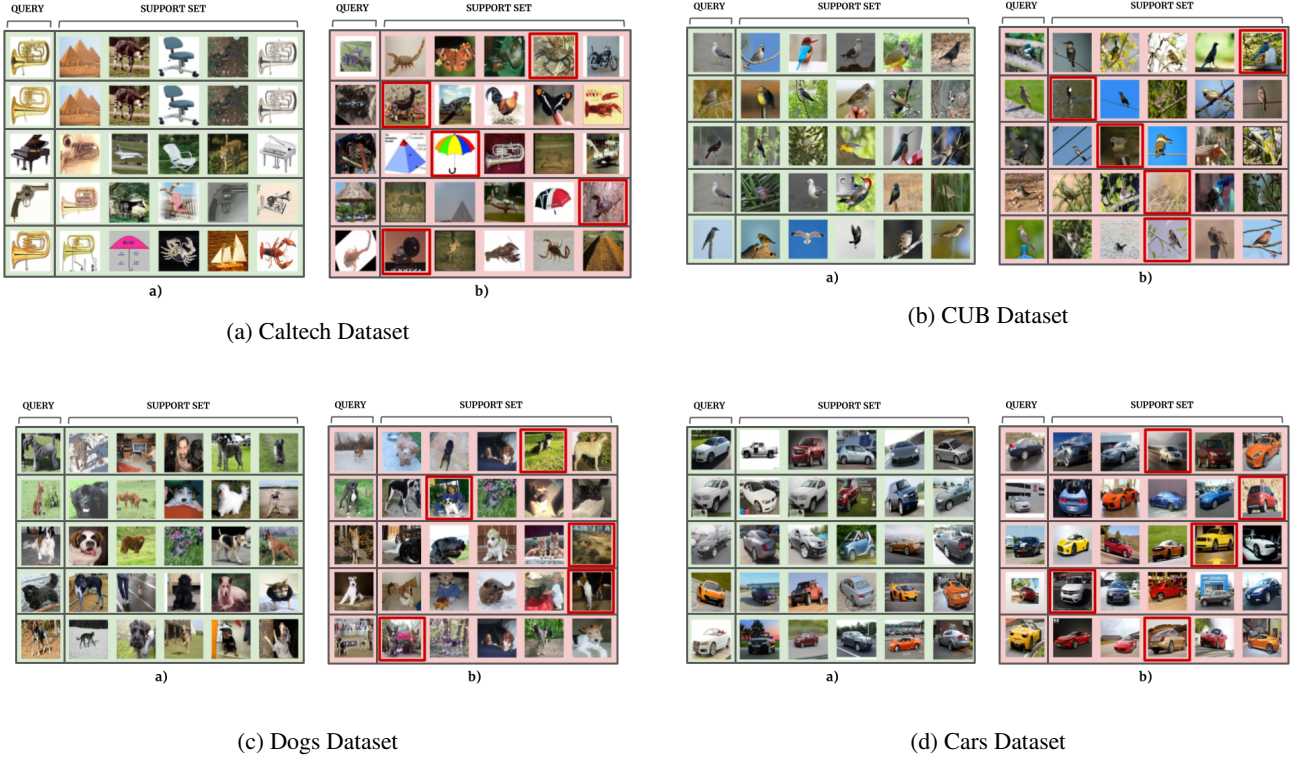 QUERY SUPPORT SET QUERY SUPPORT SET
a) b)
(a) Caltech Dataset
QUERY SUPPORT SET QUERY SUPPORT SET
a) b)
(b) CUB Dataset
QUERY SUPPORT SET QUERY SUPPORT SET
a) b)
(c) Dogs Dataset
QUERY SUPPORT SET QUERY SUPPORT SET
a) b)
(d) Cars Dataset